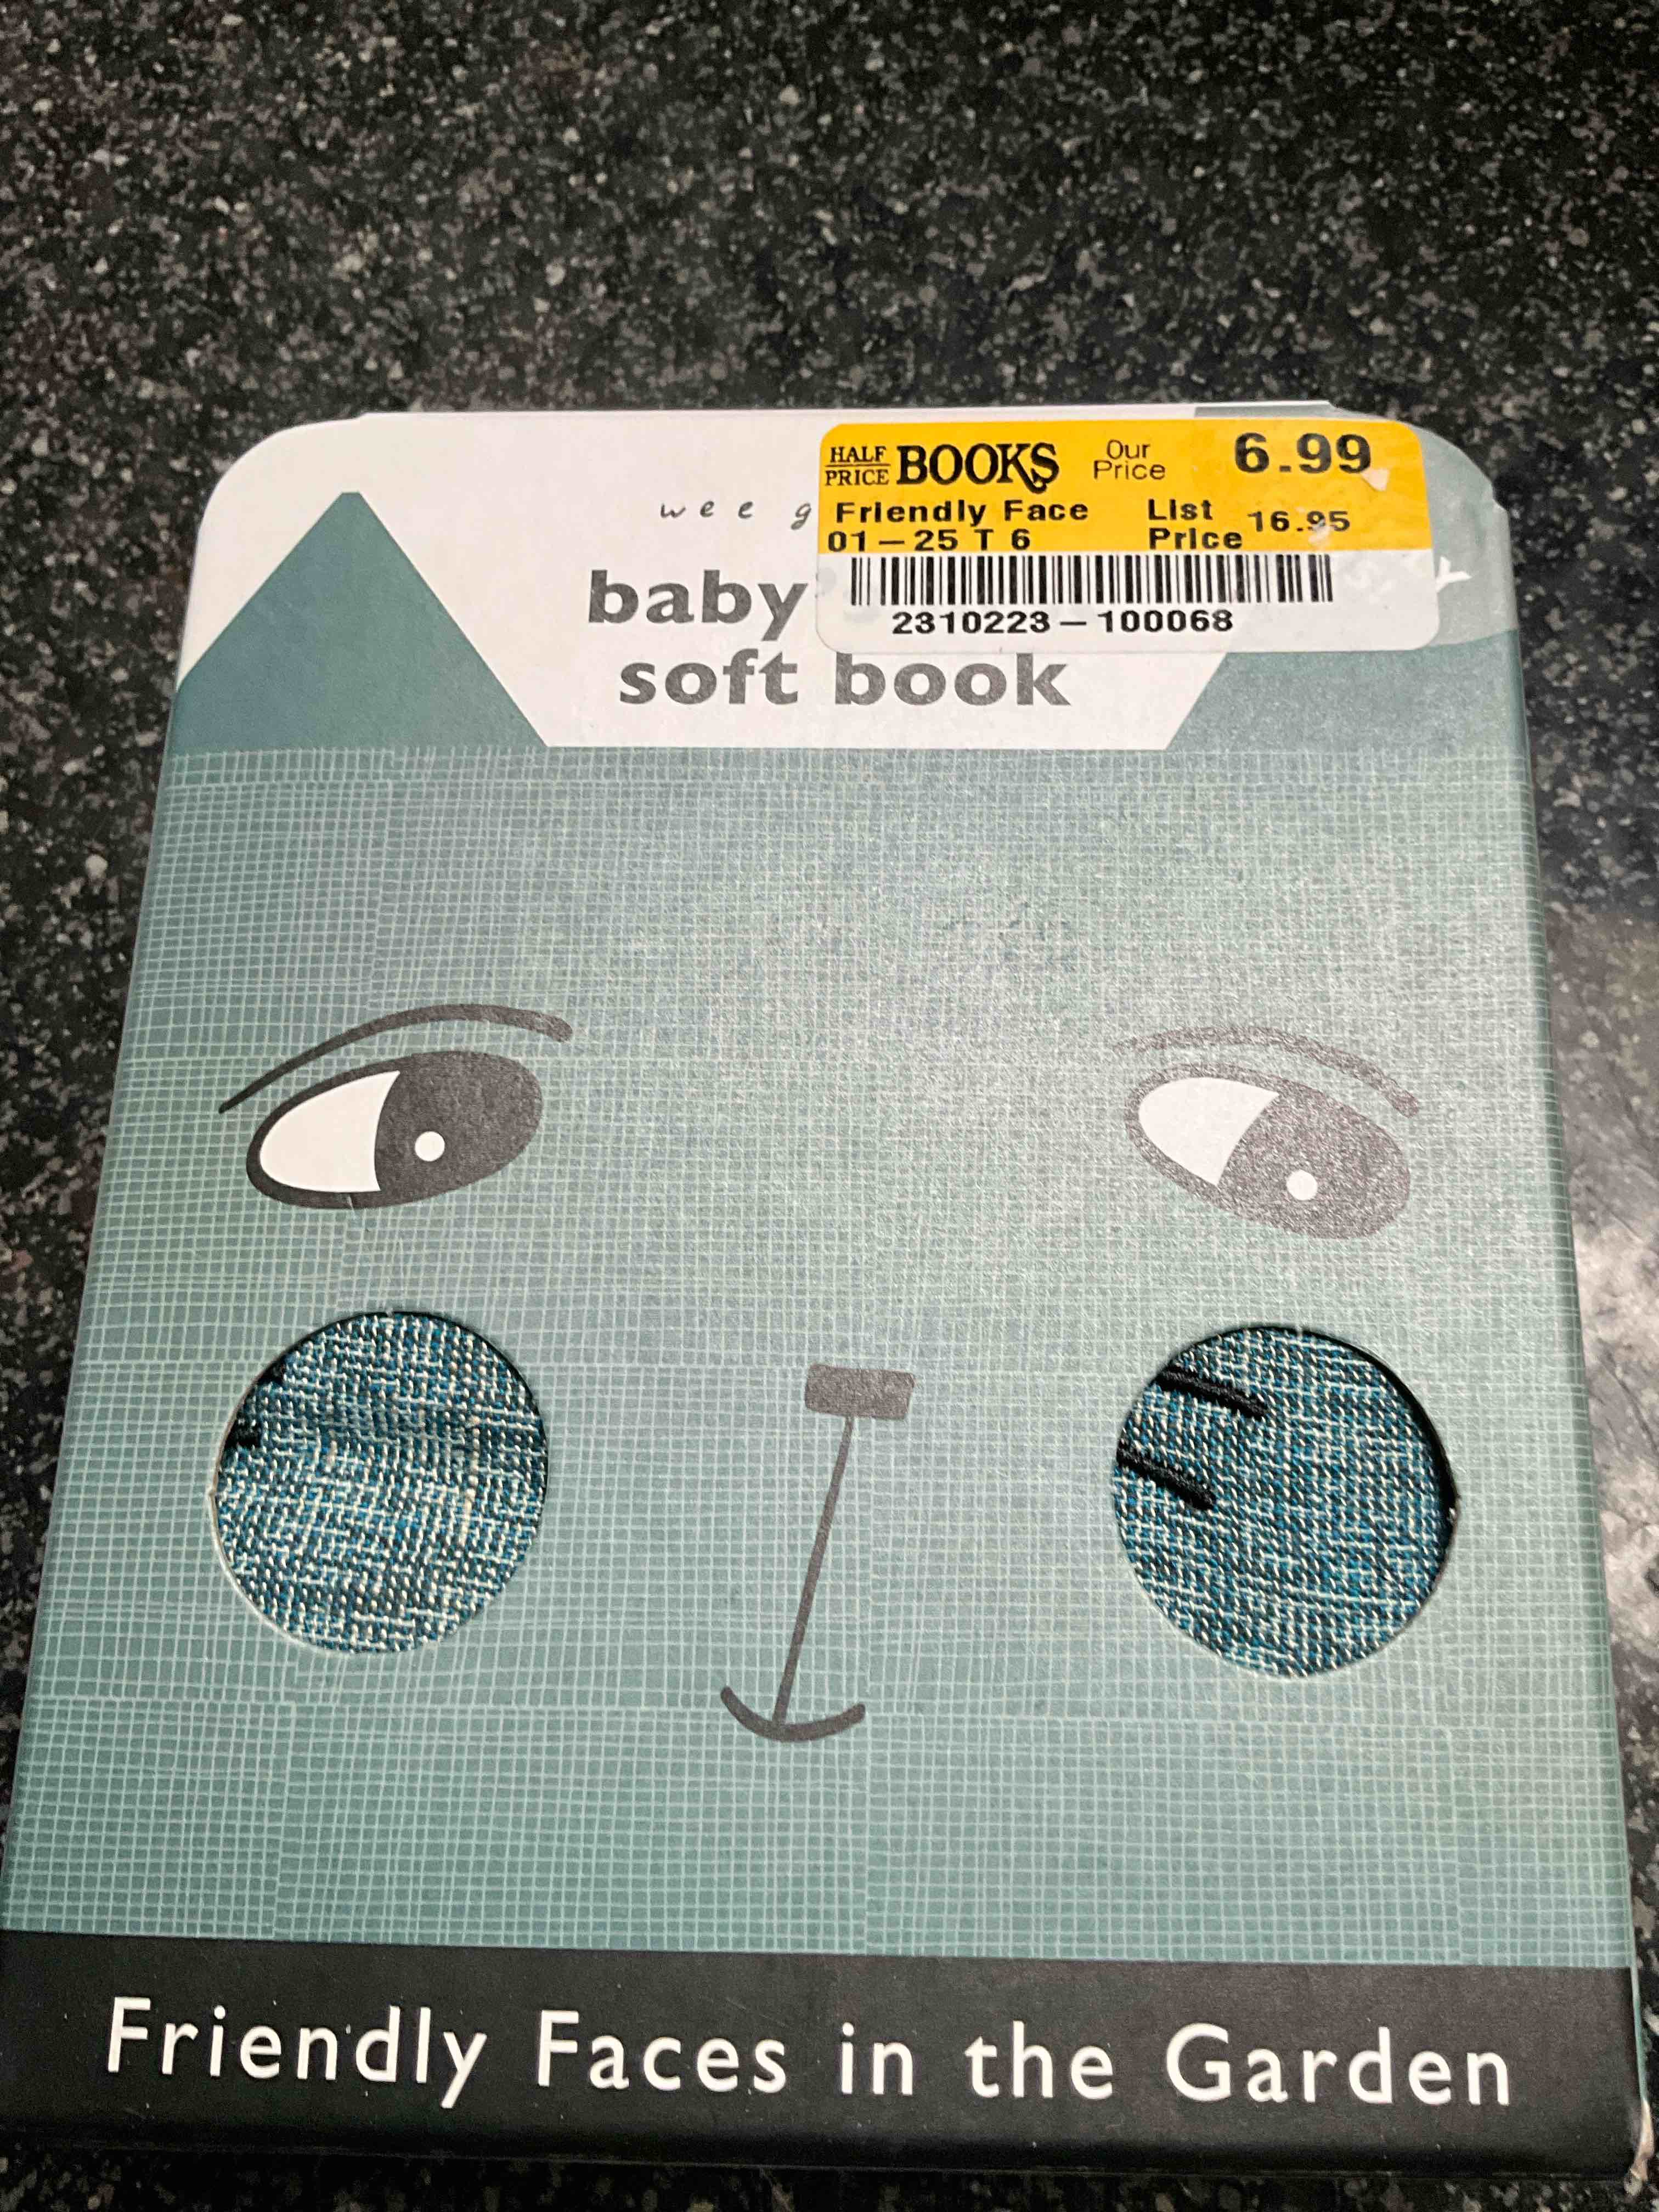 HALF PRICE BOOKS Our Price 6.99
Friendly Face List Price 16.95
01-25 T 6
2310223-100068
wee g
baby
soft book
Friendly Faces in the Garden